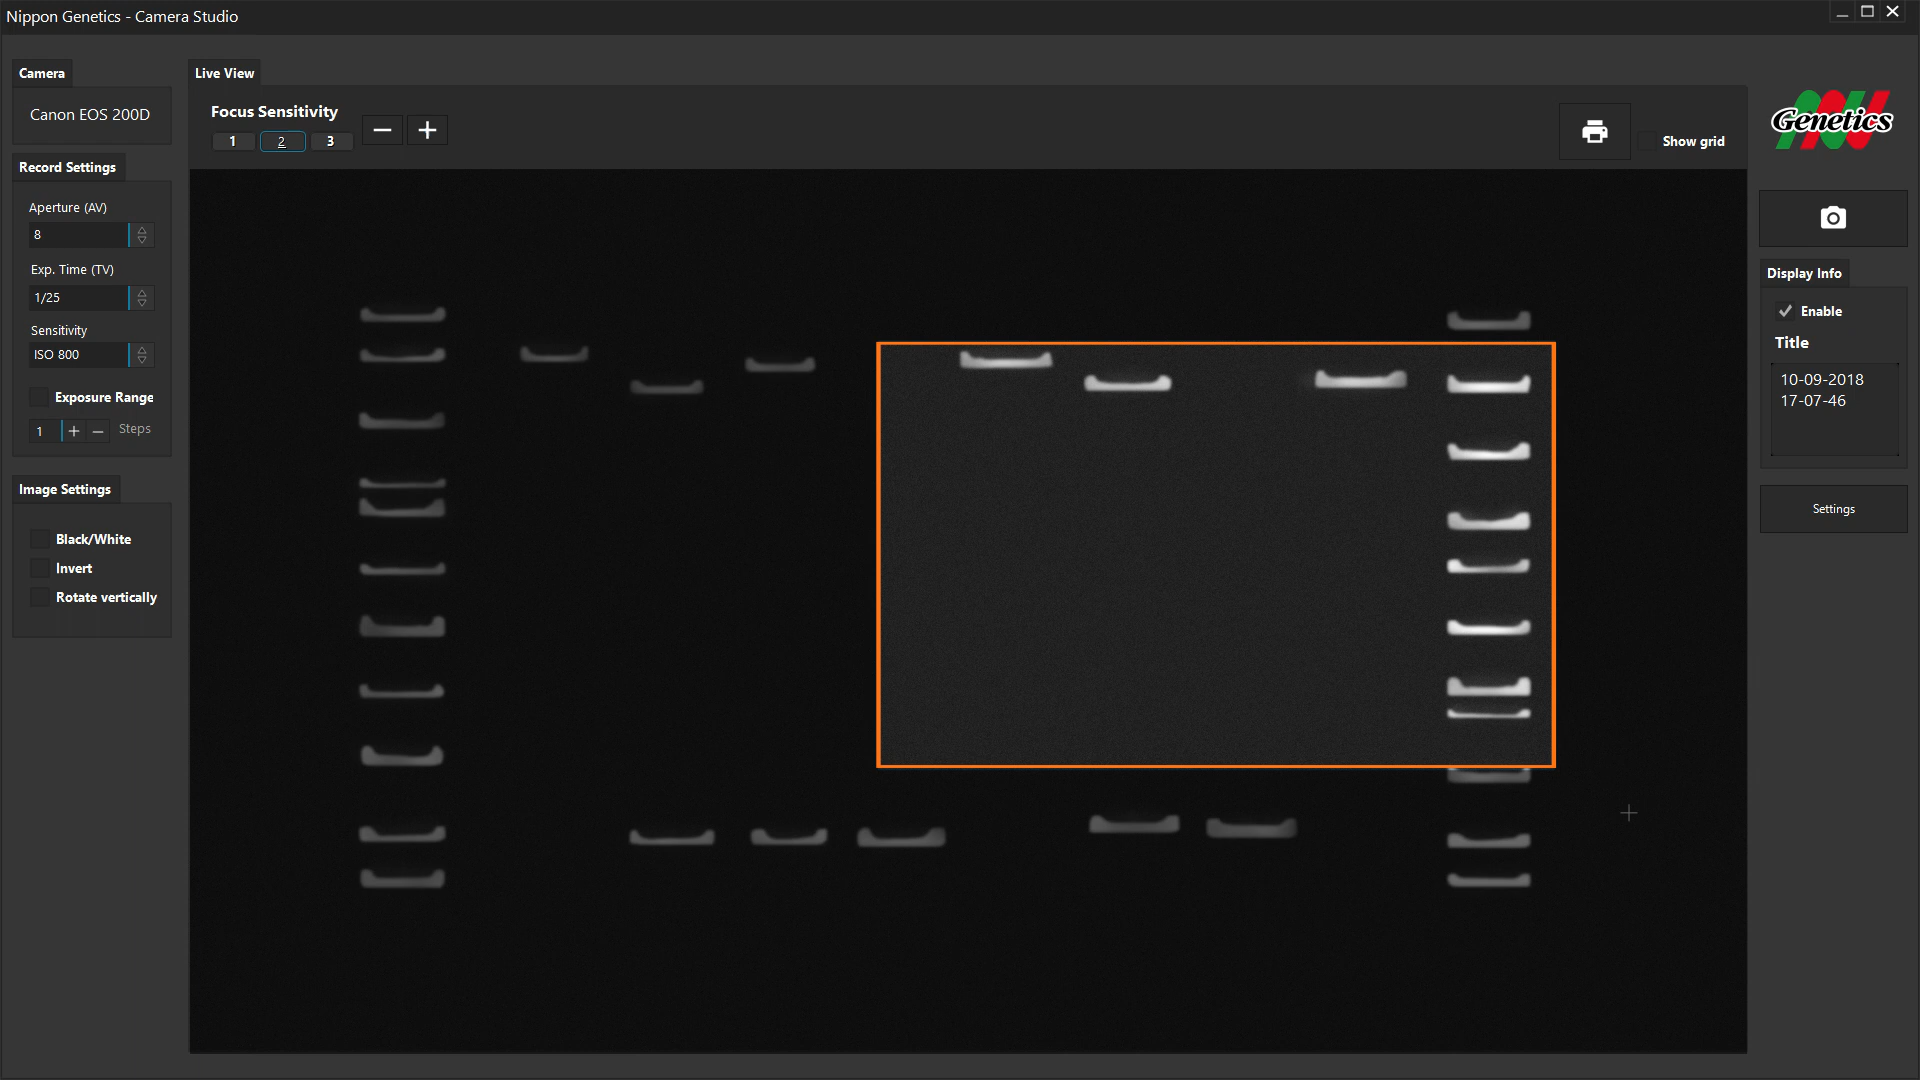 Nippon Genetics - Camera Studio
Camera
Canon EOS 200D
Record Settings
Aperture (AV)
8
Exp. Time (TV)
1/25
Sensitivity
ISO 800
Exposure Range
1 + − Steps
Image Settings
Black/White
Invert
Rotate vertically
Live View
Focus Sensitivity
1 2 3 − +
Show grid
Genetics
Display Info
Enable
Title
10-09-2018
17-07-46
Settings